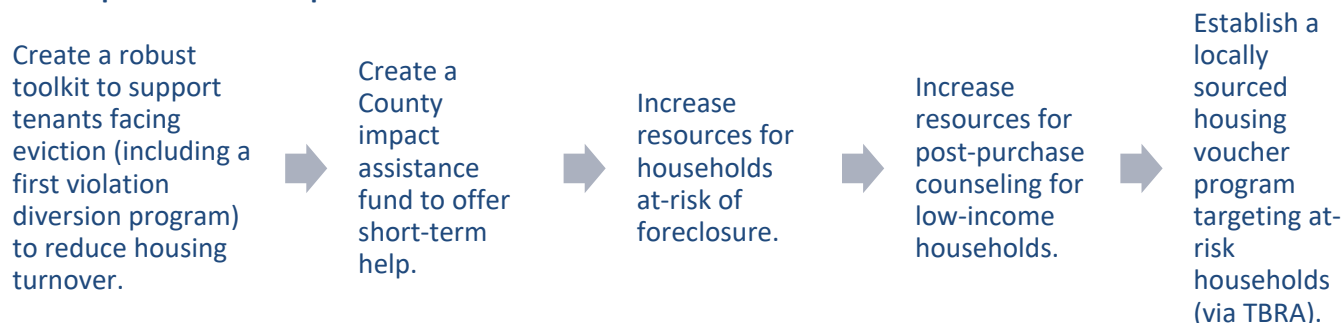 Create a robust
toolkit to support
tenants facing
eviction (including a
first violation
diversion program)
to reduce housing
turnover.
Create a
County
impact
assistance
fund to offer
short-term
help.
Increase
resources for
households
at-risk of
foreclosure.
Increase
resources for
post-purchase
counseling for
low-income
households.
Establish a
locally
sourced
housing
voucher
program
targeting at-
risk
households
(via TBRA).